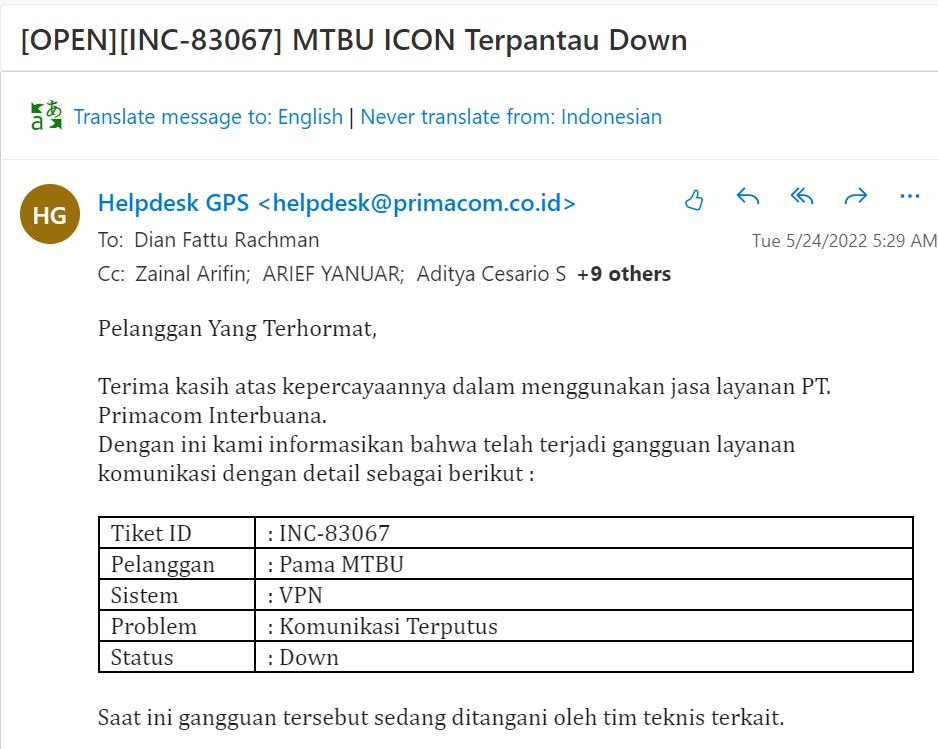 [OPEN][INC-83067] MTBU ICON Terpantau Down
Translate message to: English | Never translate from: Indonesian
HG
Helpdesk GPS <helpdesk@primacom.co.id>
To: Dian Fattu Rachman
Tue 5/24/2022 5:29 AM
Cc: Zainal Arifin; ARIEF YANUAR; Aditya Cesario S +9 others
Pelanggan Yang Terhormat,
Terima kasih atas kepercayaannya dalam menggunakan jasa layanan PT.
Primacom Interbuana.
Dengan ini kami informasikan bahwa telah terjadi gangguan layanan
komunikasi dengan detail sebagai berikut :
Tiket ID : INC-83067
Pelanggan : Pama MTBU
Sistem : VPN
Problem : Komunikasi Terputus
Status : Down
Saat ini gangguan tersebut sedang ditangani oleh tim teknis terkait.